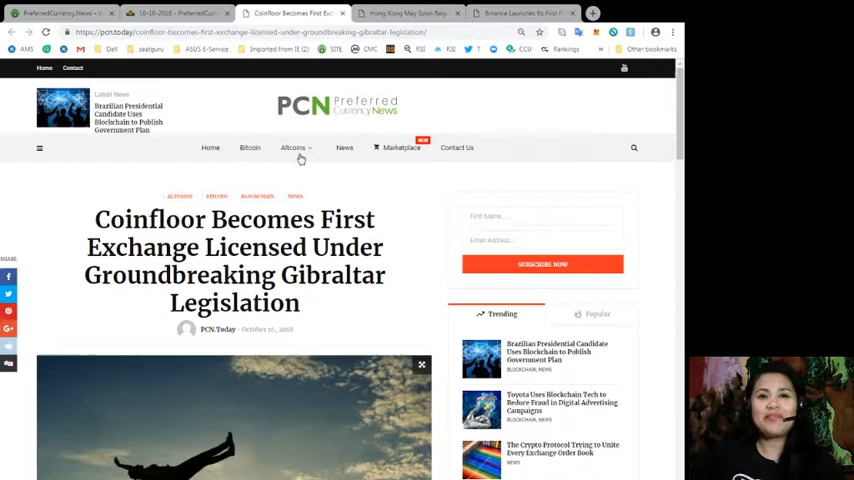 PreferredCurrency.News – 
10-16-2018 - PreferredCurr
Coinfloor Becomes First Exc
Hong Kong May Soon Regu
Binance Launches Its First F
https://pcn.today/coinfloor-becomes-first-exchange-licensed-under-groundbreaking-gibraltar-legislation/
AMS
Dev
seatguru
ASUS E-Service
Imported From IE (2)
SITE
CMC
RSI
RSI
T
CCU
Rankings
Other bookmarks
Home Contact
Latest News
Brazilian Presidential
Candidate Uses
Blockchain to Publish
Government Plan
PCN Preferred
Currency News
Home Bitcoin Altcoins News Marketplace NEW Contact Us
ALTCOINS BITCOIN BLOCKCHAIN NEWS
Coinfloor Becomes First
Exchange Licensed Under
Groundbreaking Gibraltar
Legislation
PCN.Today - October 16, 2018
SHARE
First Name...
Email Address...
SUBSCRIBE NOW
Trending Popular
Brazilian Presidential Candidate
Uses Blockchain to Publish
Government Plan
BLOCKCHAIN, NEWS
Toyota Uses Blockchain Tech to
Reduce Fraud in Digital Advertising
Campaigns
BLOCKCHAIN, NEWS
The Crypto Protocol Trying to Unite
Every Exchange Order Book
NEWS